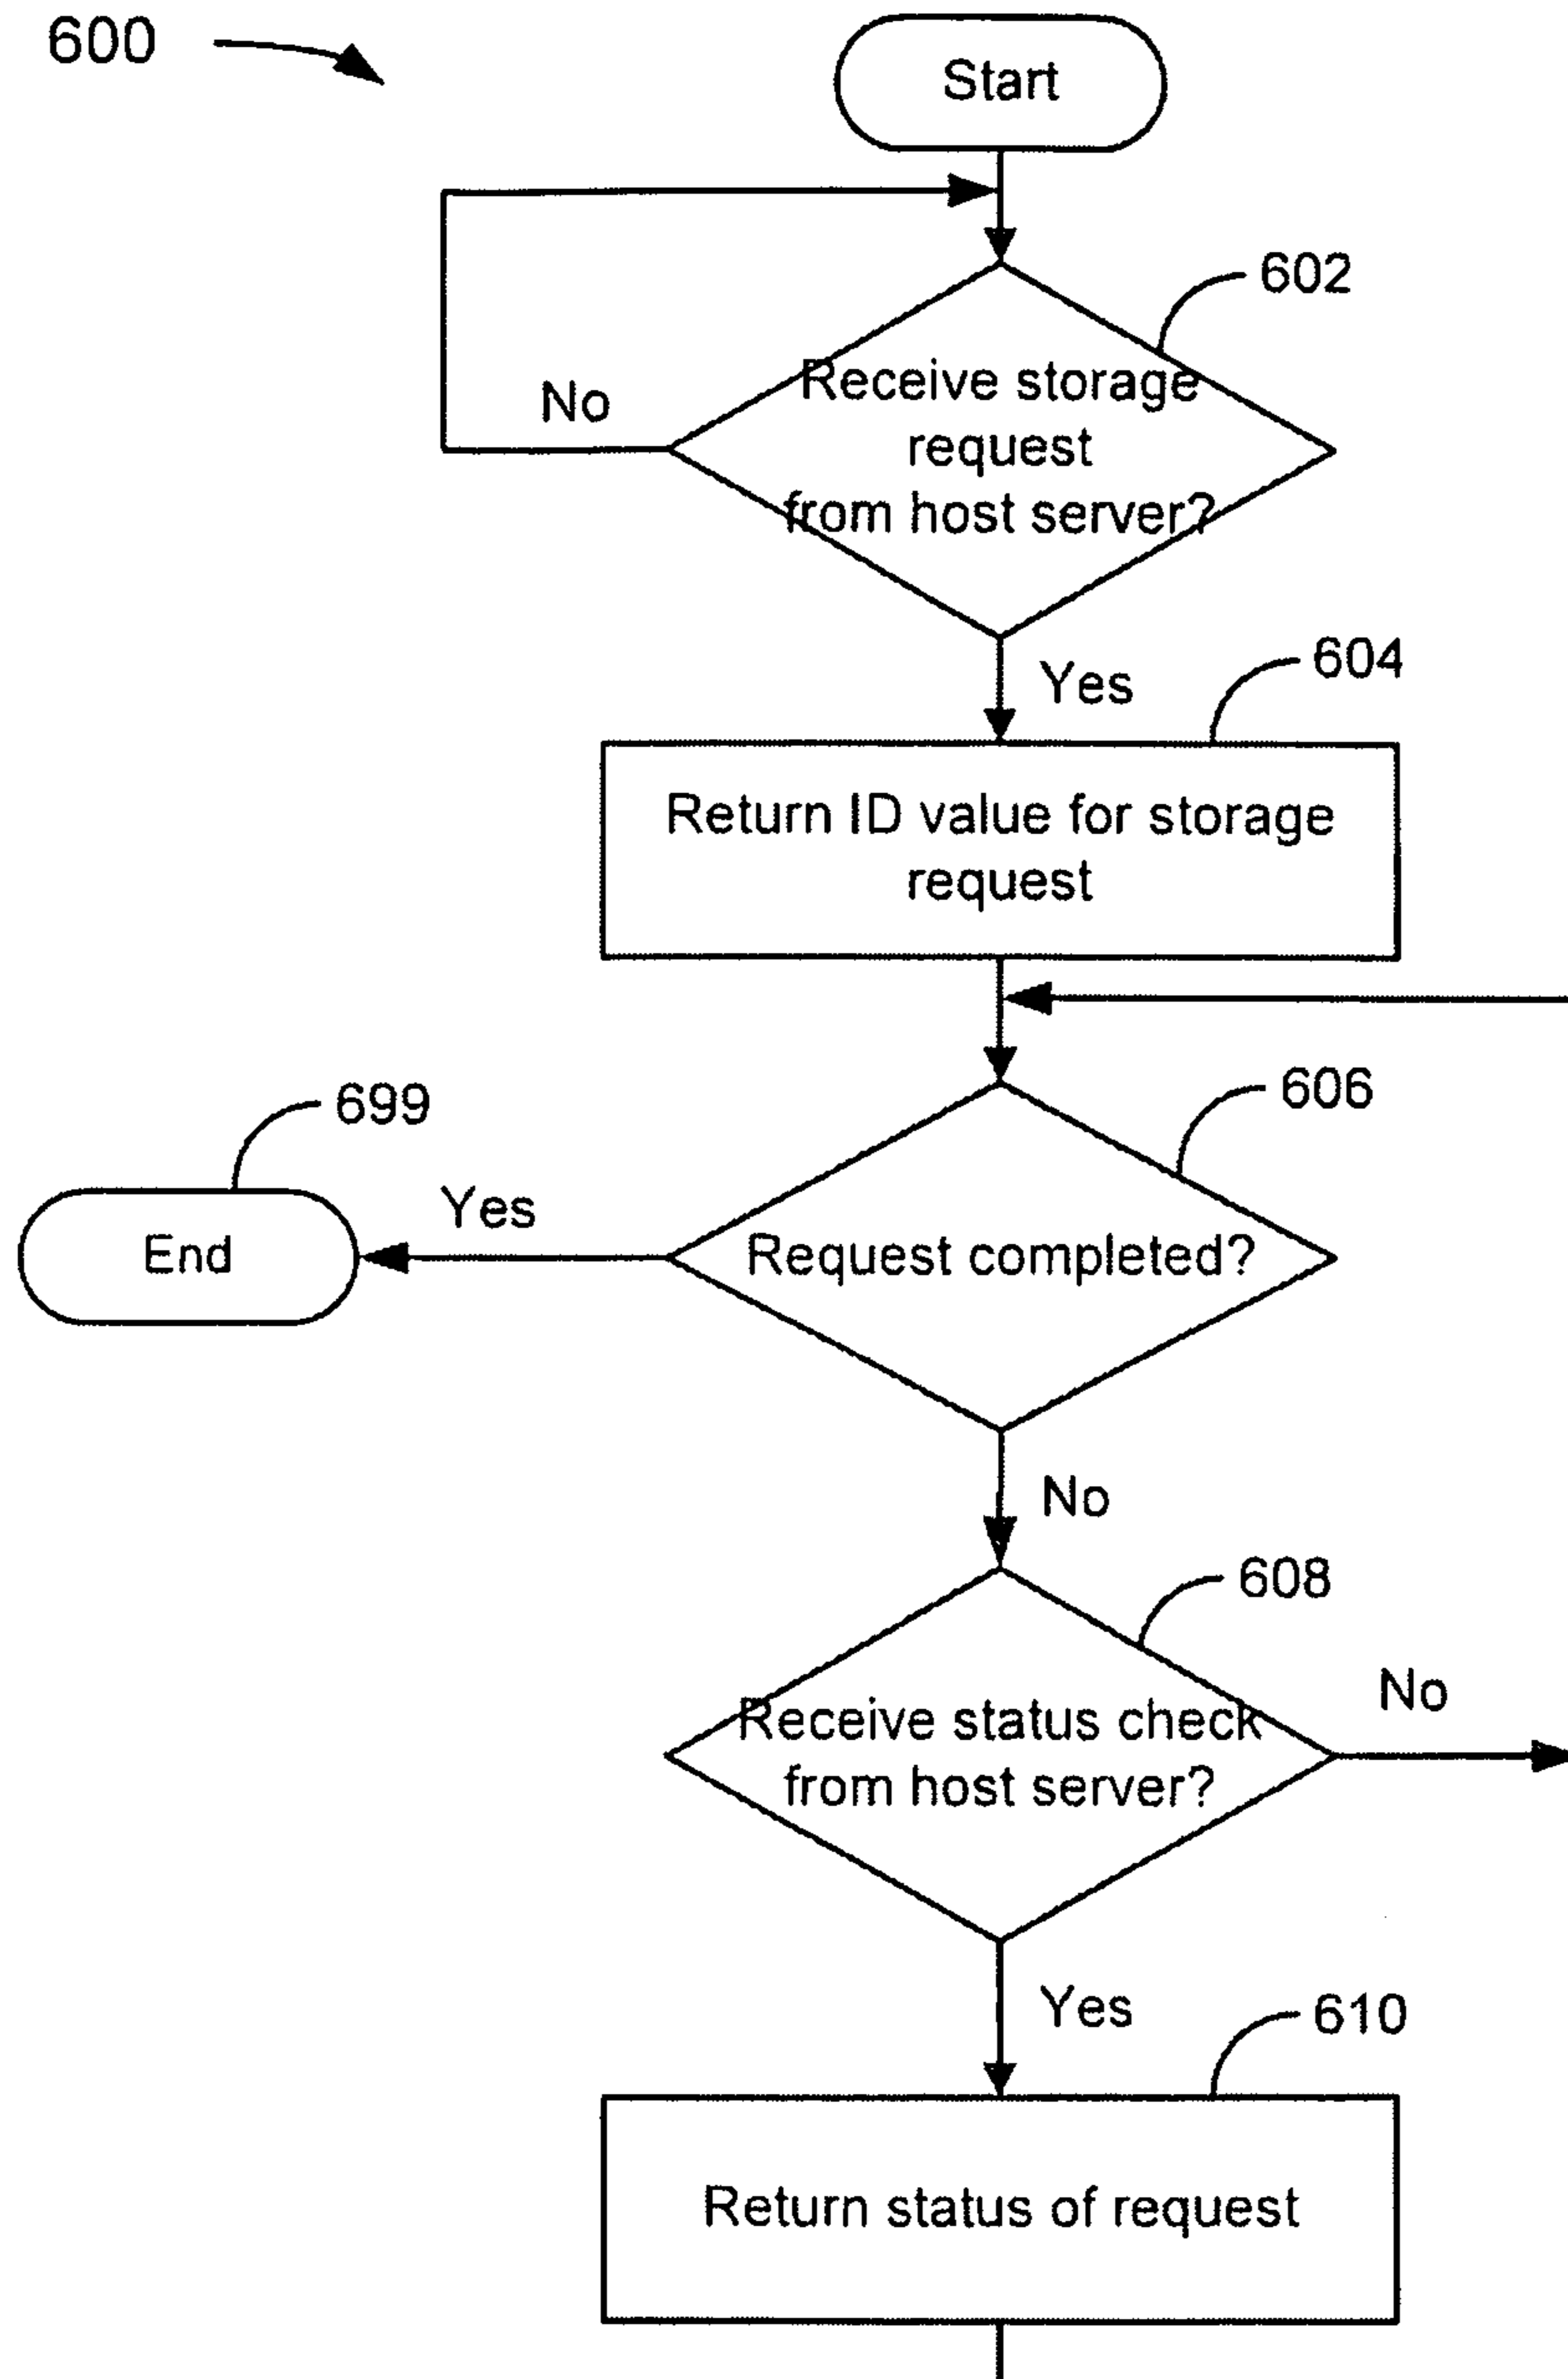 600
Start
602
Receive storage
request
from host server?
No
Yes
604
Return ID value for storage
request
606
699
Yes
End
Request completed?
No
608
No
Receive status check
from host server?
Yes
610
Return status of request